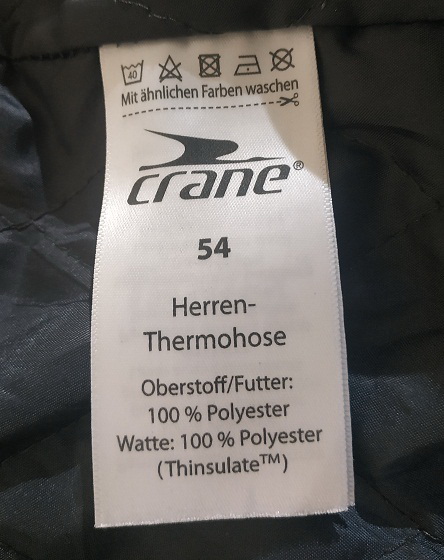 40
Mit ähnlichen Farben waschen
crane®
54
Herren-
Thermohose
Oberstoff/Futter:
100 % Polyester
Watte: 100 % Polyester
(Thinsulate™)